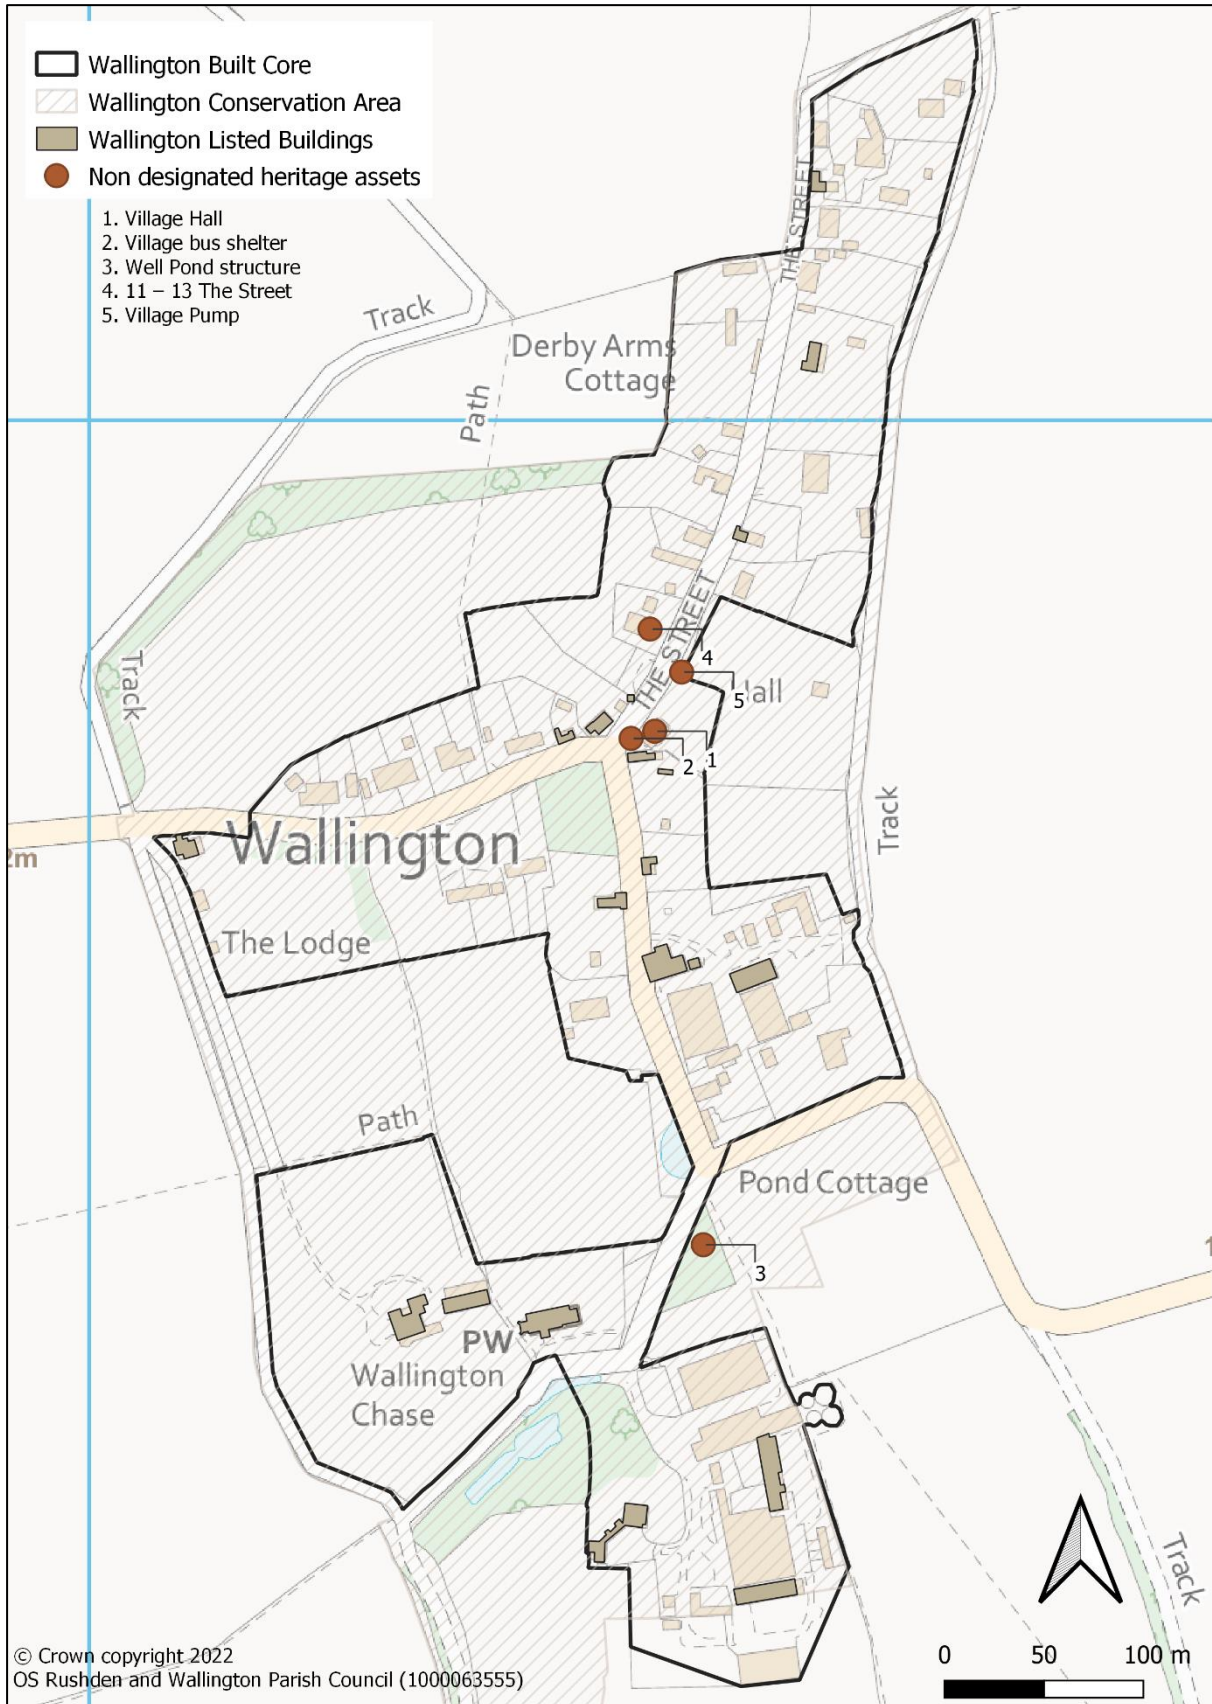 Wallington Built Core
Wallington Conservation Area
Wallington Listed Buildings
Non designated heritage assets
1. Village Hall
2. Village bus shelter
3. Well Pond structure
4. 11 – 13 The Street
5. Village Pump
THE STREET
Track
Derby Arms
Cottage
Path
THE STREET
4
5
Hall
Track
2
1
Track
2m
Wallington
The Lodge
Path
Pond Cottage
1
3
PW
Wallington
Chase
Track
© Crown copyright 2022
OS Rushden and Wallington Parish Council (1000063555)
0 50 100 m